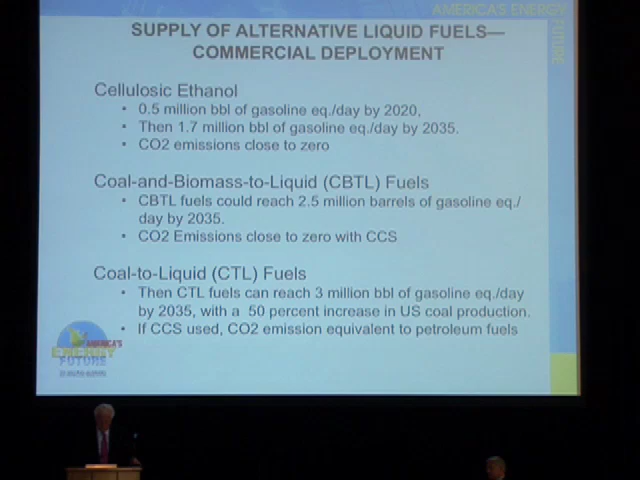 AMERICA'S ENERGY
FUTURE
SUPPLY OF ALTERNATIVE LIQUID FUELS—
COMMERCIAL DEPLOYMENT
Cellulosic Ethanol
• 0.5 million bbl of gasoline eq./day by 2020,
• Then 1.7 million bbl of gasoline eq./day by 2035.
• CO2 emissions close to zero
Coal-and-Biomass-to-Liquid (CBTL) Fuels
• CBTL fuels could reach 2.5 million barrels of gasoline eq./
day by 2035.
• CO2 Emissions close to zero with CCS
Coal-to-Liquid (CTL) Fuels
• Then CTL fuels can reach 3 million bbl of gasoline eq./day
by 2035, with a 50 percent increase in US coal production.
• If CCS used, CO2 emission equivalent to petroleum fuels
AMERICA'S
ENERGY
FUTURE